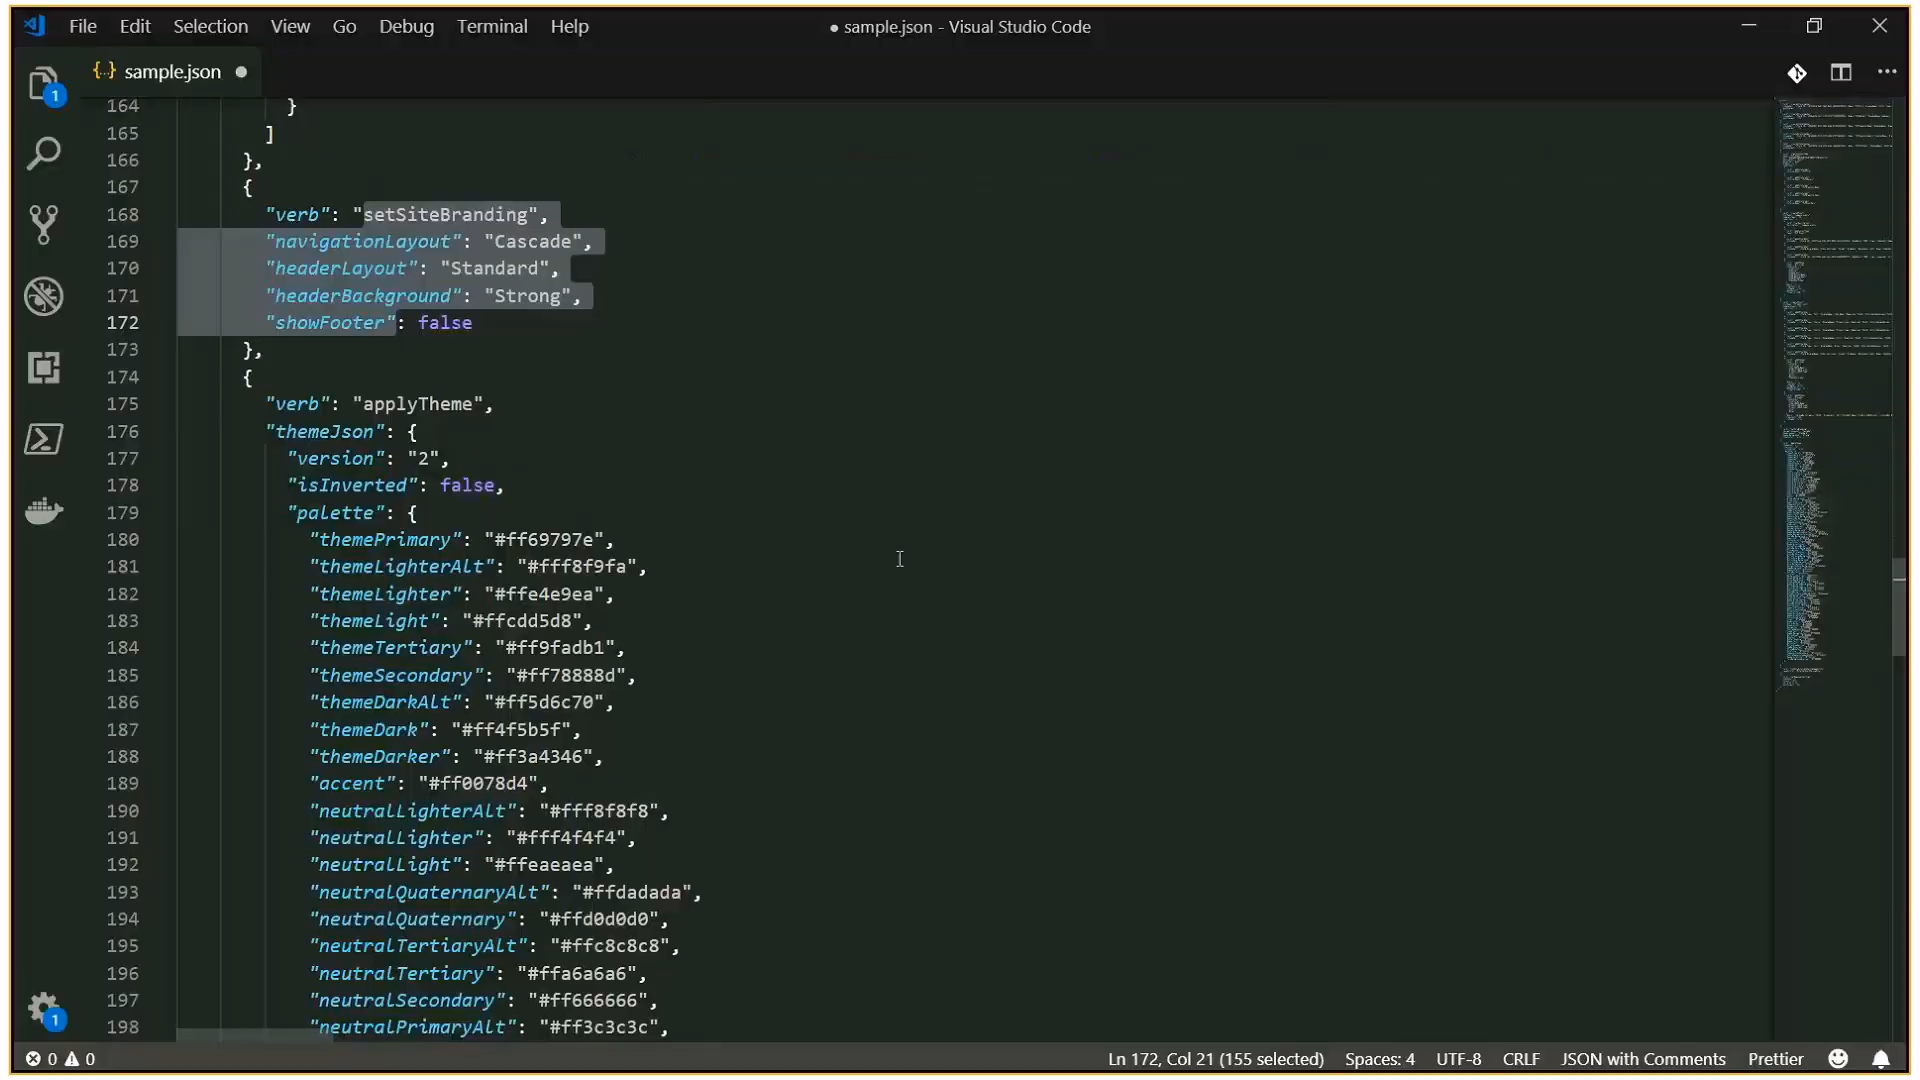 File Edit Selection View Go Debug Terminal Help ● sample.json - Visual Studio Code
{..} sample.json ●
164 }
165 ]
166 },
167 {
168 "verb": "setSiteBranding",
169 "navigationLayout": "Cascade",
170 "headerLayout": "Standard",
171 "headerBackground": "Strong",
172 "showFooter": false
173 },
174 {
175 "verb": "applyTheme",
176 "themeJson": {
177 "version": "2",
178 "isInverted": false,
179 "palette": {
180 "themePrimary": "#ff69797e",
181 "themeLighterAlt": "#fff8f9fa",
182 "themeLighter": "#ffe4e9ea",
183 "themeLight": "#ffcdd5d8",
184 "themeTertiary": "#ff9fadb1",
185 "themeSecondary": "#ff78888d",
186 "themeDarkAlt": "#ff5d6c70",
187 "themeDark": "#ff4f5b5f",
188 "themeDarker": "#ff3a4346",
189 "accent": "#ff0078d4",
190 "neutralLighterAlt": "#fff8f8f8",
191 "neutralLighter": "#fff4f4f4",
192 "neutralLight": "#ffeaeaea",
193 "neutralQuaternaryAlt": "#ffdadada",
194 "neutralQuaternary": "#ffd0d0d0",
195 "neutralTertiaryAlt": "#ffc8c8c8",
196 "neutralTertiary": "#ffa6a6a6",
197 "neutralSecondary": "#ff666666",
198 "neutralPrimaryAlt": "#ff3c3c3c",
1
1
0 0 Ln 172, Col 21 (155 selected) Spaces: 4 UTF-8 CRLF JSON with Comments Prettier